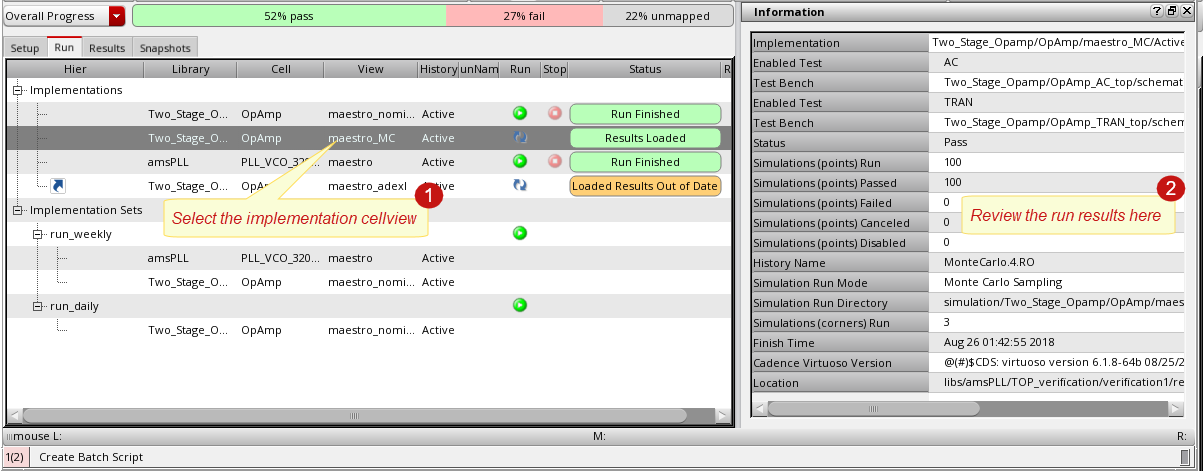 Overall Progress
52% pass 27% fail 22% unmapped
Setup Run Results Snapshots
Hier Library Cell View History unNam Run Stop Status R
Implementations
Two_Stage_O... OpAmp maestro_nomi... Active Run Finished
Two_Stage_O... OpAmp maestro_MC Active Results Loaded
amsPLL PLL_VCO_320... maestro Active Run Finished
Two_Stage_O... OpAmp maestro_adexl Active Loaded Results Out of Date
1
Select the implementation cellview
Implementation Sets
run_weekly
amsPLL PLL_VCO_320... maestro Active
Two_Stage_O... OpAmp maestro_nomi... Active
run_daily
Two_Stage_O... OpAmp maestro_nomi... Active
Information
Implementation Two_Stage_Opamp/OpAmp/maestro_MC/Active
Enabled Test AC
Test Bench Two_Stage_Opamp/OpAmp_AC_top/schemat
Enabled Test TRAN
Test Bench Two_Stage_Opamp/OpAmp_TRAN_top/schem
Status Pass
Simulations (points) Run 100
Simulations (points) Passed 100
Simulations (points) Failed 0
Simulations (points) Canceled 0
Simulations (points) Disabled 0
2
Review the run results here
History Name MonteCarlo.4.RO
Simulation Run Mode Monte Carlo Sampling
Simulation Run Directory simulation/Two_Stage_Opamp/OpAmp/maes
Simulations (corners) Run 3
Finish Time Aug 26 01:42:55 2018
Cadence Virtuoso Version @(#)$CDS: virtuoso version 6.1.8-64b 08/25/2
Location libs/amsPLL/TOP_verification/verification1/re
mouse L: M: R:
1(2) Create Batch Script